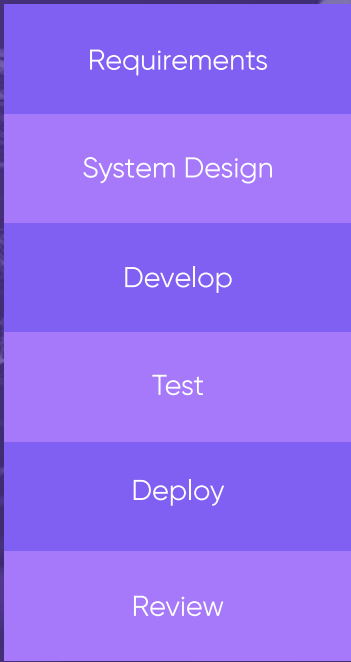 Requirements
System Design
Develop
Test
Deploy
Review